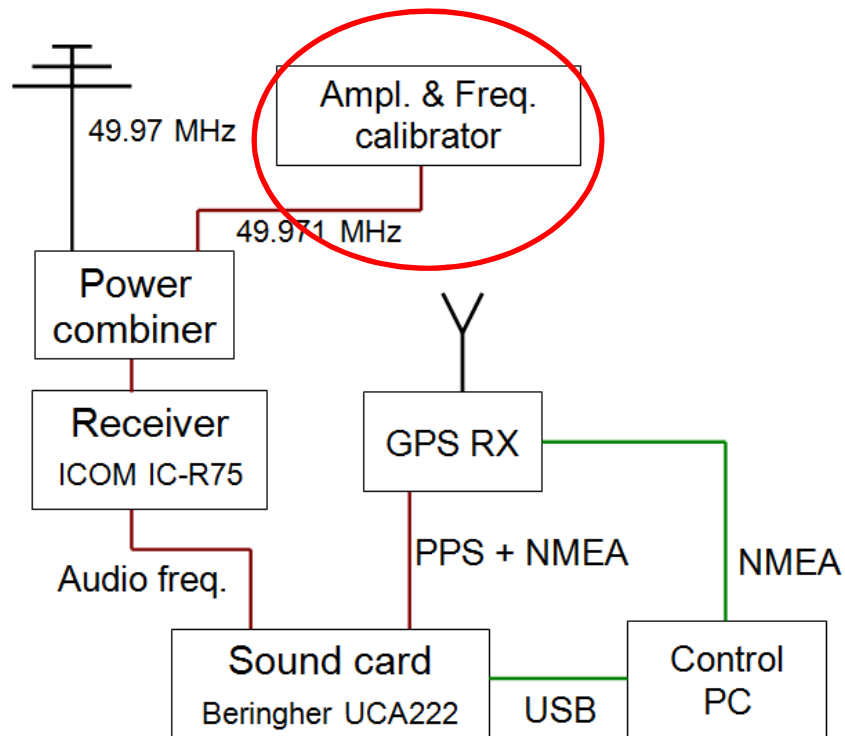 Ampl. & Freq.
calibrator
49.97 MHz
49.971 MHz
Power
combiner
Receiver
ICOM IC-R75
GPS RX
PPS + NMEA
NMEA
Audio freq.
Sound card
Beringher UCA222
USB
Control
PC